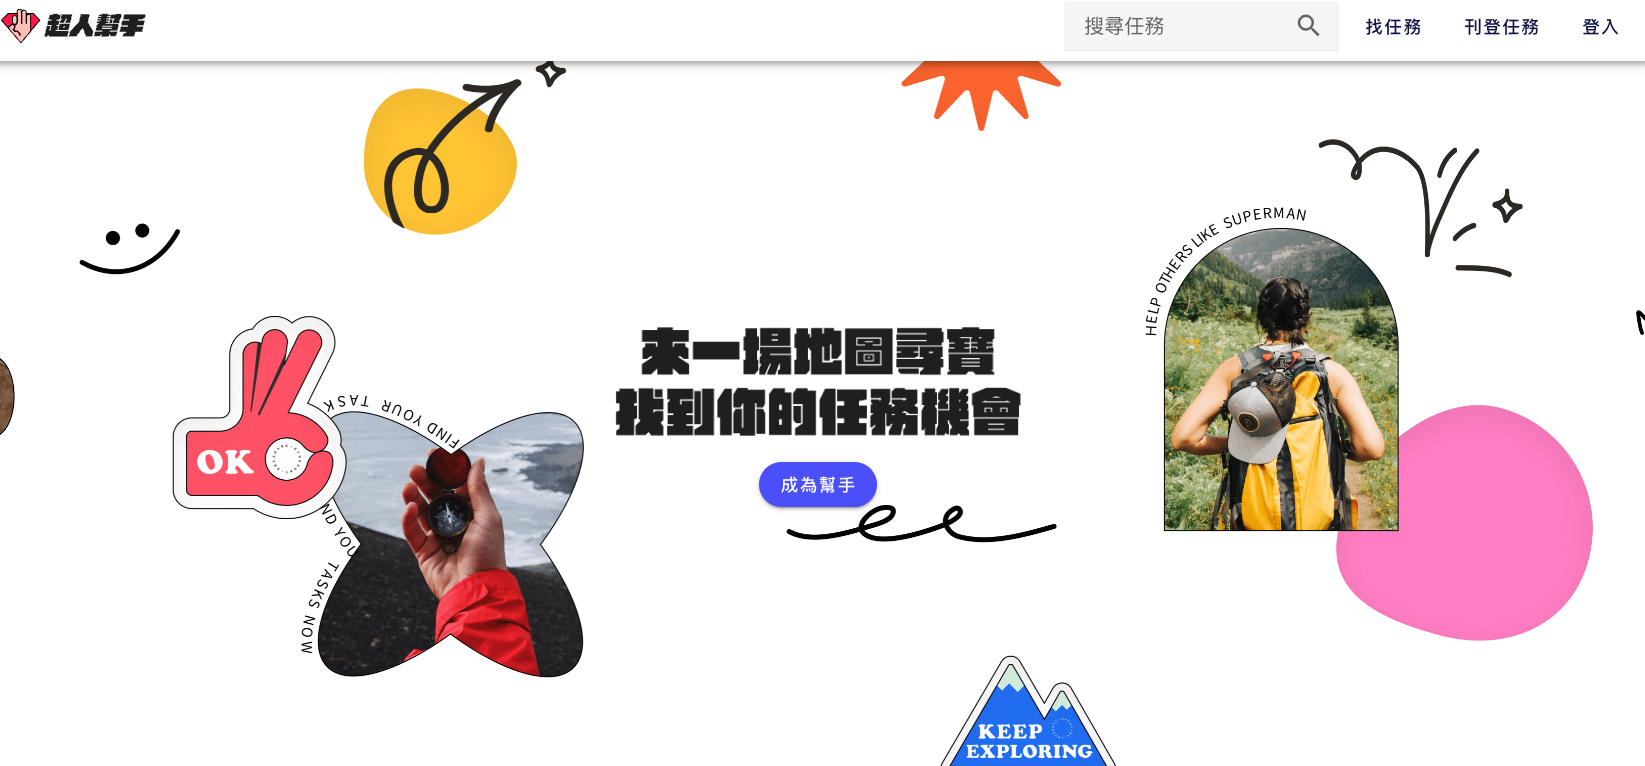 超人幫手
搜尋任務
找任務
刊登任務
登入
HELP OTHERS LIKE SUPERMAN
來一場地圖尋寶
找到你的任務機會
成為幫手
OK
FIND YOUR TASK
ND YOU
TASKS NOW
KEEP
EXPLORING